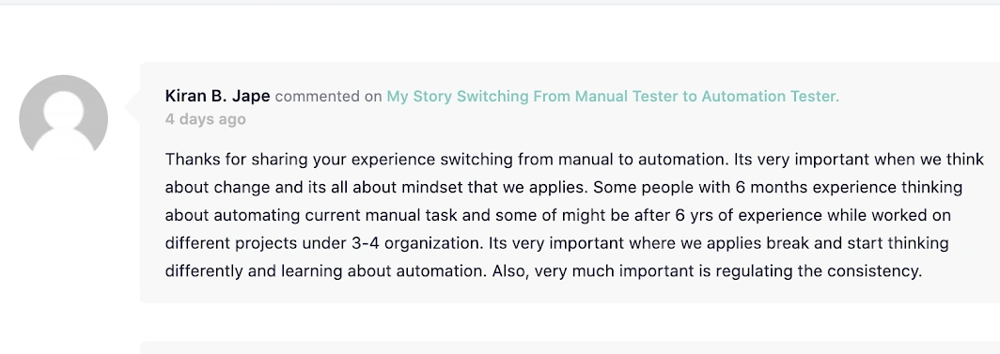 Kiran B. Jape commented on My Story Switching From Manual Tester to Automation Tester.
4 days ago
Thanks for sharing your experience switching from manual to automation. Its very important when we think
about change and its all about mindset that we applies. Some people with 6 months experience thinking
about automating current manual task and some of might be after 6 yrs of experience while worked on
different projects under 3-4 organization. Its very important where we applies break and start thinking
differently and learning about automation. Also, very much important is regulating the consistency.